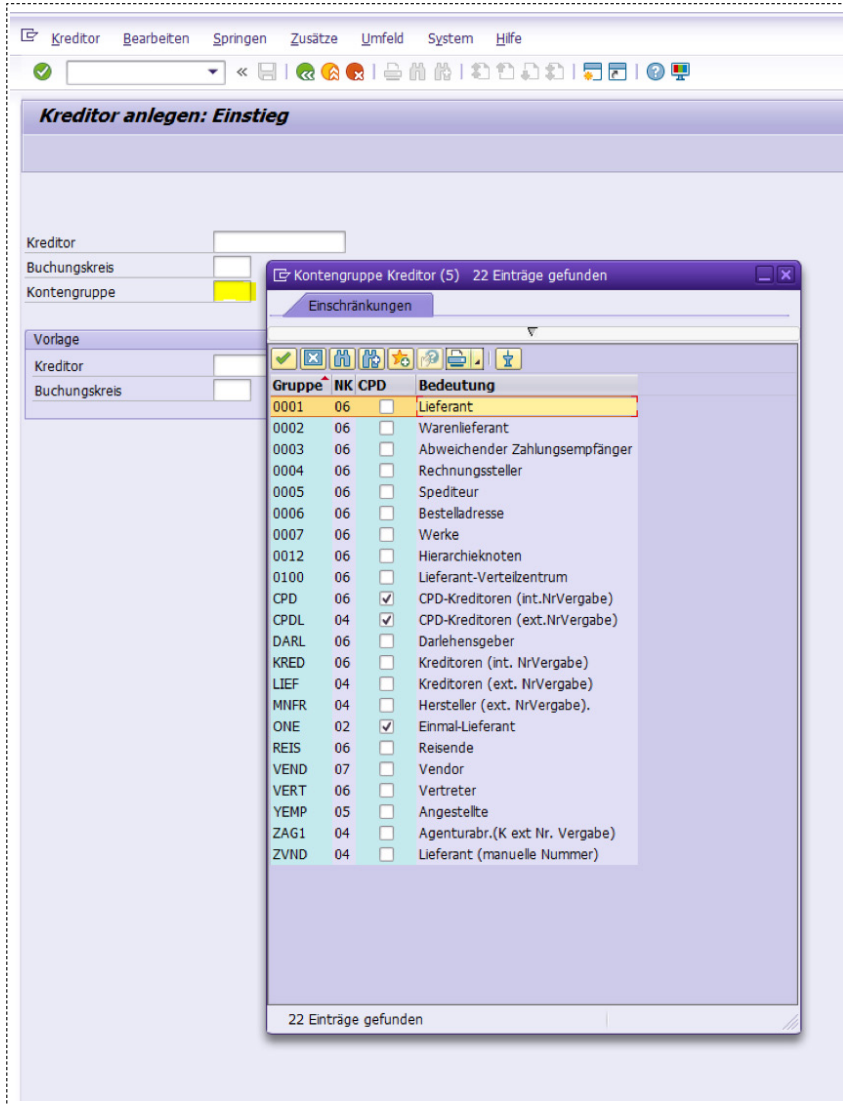 Kreditor Bearbeiten Springen Zusätze Umfeld System Hilfe
Kreditor anlegen: Einstieg
Kreditor
Buchungskreis
Kontengruppe
Vorlage
Kreditor
Buchungskreis
Kontengruppe Kreditor (5) 22 Einträge gefunden
Einschränkungen
Gruppe NK CPD Bedeutung
0001 06 Lieferant
0002 06 Warenlieferant
0003 06 Abweichender Zahlungsempfänger
0004 06 Rechnungssteller
0005 06 Spediteur
0006 06 Bestelladresse
0007 06 Werke
0012 06 Hierarchieknoten
0100 06 Lieferant-Verteilzentrum
CPD 06 CPD-Kreditoren (int.NrVergabe)
CPDL 04 CPD-Kreditoren (ext.NrVergabe)
DARL 06 Darlehensgeber
KRED 06 Kreditoren (int. NrVergabe)
LIEF 04 Kreditoren (ext. NrVergabe)
MNFR 04 Hersteller (ext. NrVergabe).
ONE 02 Einmal-Lieferant
REIS 06 Reisende
VEND 07 Vendor
VERT 06 Vertreter
YEMP 05 Angestellte
ZAG1 04 Agenturabr.(K ext Nr. Vergabe)
ZVND 04 Lieferant (manuelle Nummer)
22 Einträge gefunden